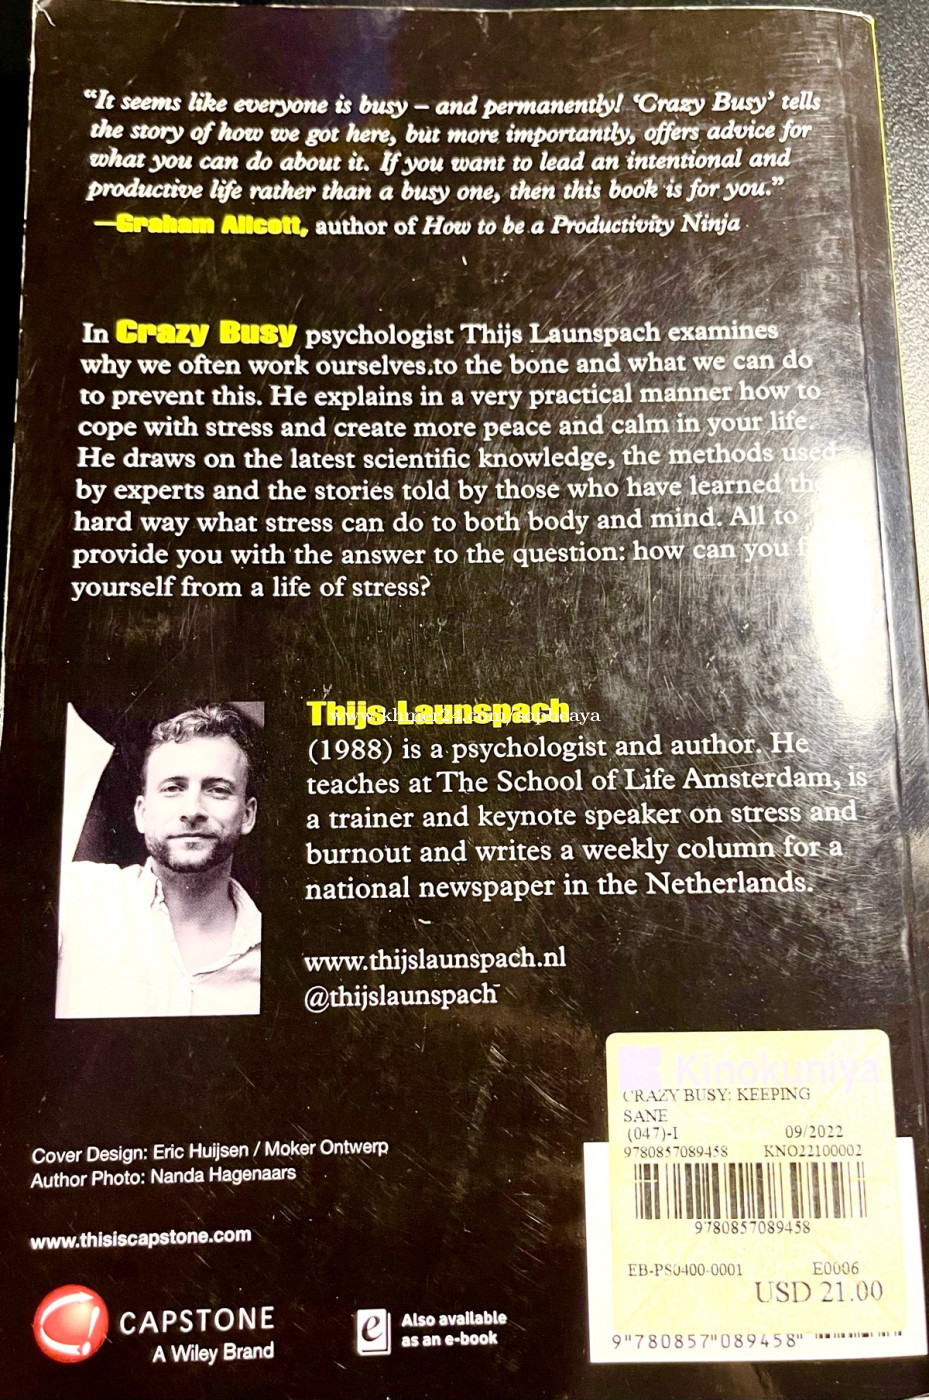 “It seems like everyone is busy – and permanently! ‘Crazy Busy’ tells
the story of how we got here, but more importantly, offers advice for
what you can do about it. If you want to lead an intentional and
productive life rather than a busy one, then this book is for you.”
—Graham Allcott, author of How to be a Productivity Ninja
In Crazy Busy psychologist Thijs Launspach examines
why we often work ourselves to the bone and what we can do
to prevent this. He explains in a very practical manner how to
cope with stress and create more peace and calm in your life.
He draws on the latest scientific knowledge, the methods used
by experts and the stories told by those who have learned the
hard way what stress can do to both body and mind. All to
provide you with the answer to the question: how can you
yourself from a life of stress?
Thijs Launspach
www.khmer24.com/sopheaya
(1988) is a psychologist and author. He
teaches at The School of Life Amsterdam, is
a trainer and keynote speaker on stress and
burnout and writes a weekly column for a
national newspaper in the Netherlands.
www.thijslaunspach.nl
@thijslaunspach
Kinokuniya
CRAZY BUSY: KEEPING
SANE
(047)-I 09/2022
9780857089458 KNO22100002
9780857089458
EB-PS0400-0001 E0006
USD 21.00
9"780857"089458"
Cover Design: Eric Huijsen / Moker Ontwerp
Author Photo: Nanda Hagenaars
www.thisiscapstone.com
CAPSTONE
A Wiley Brand
e
Also available
as an e-book